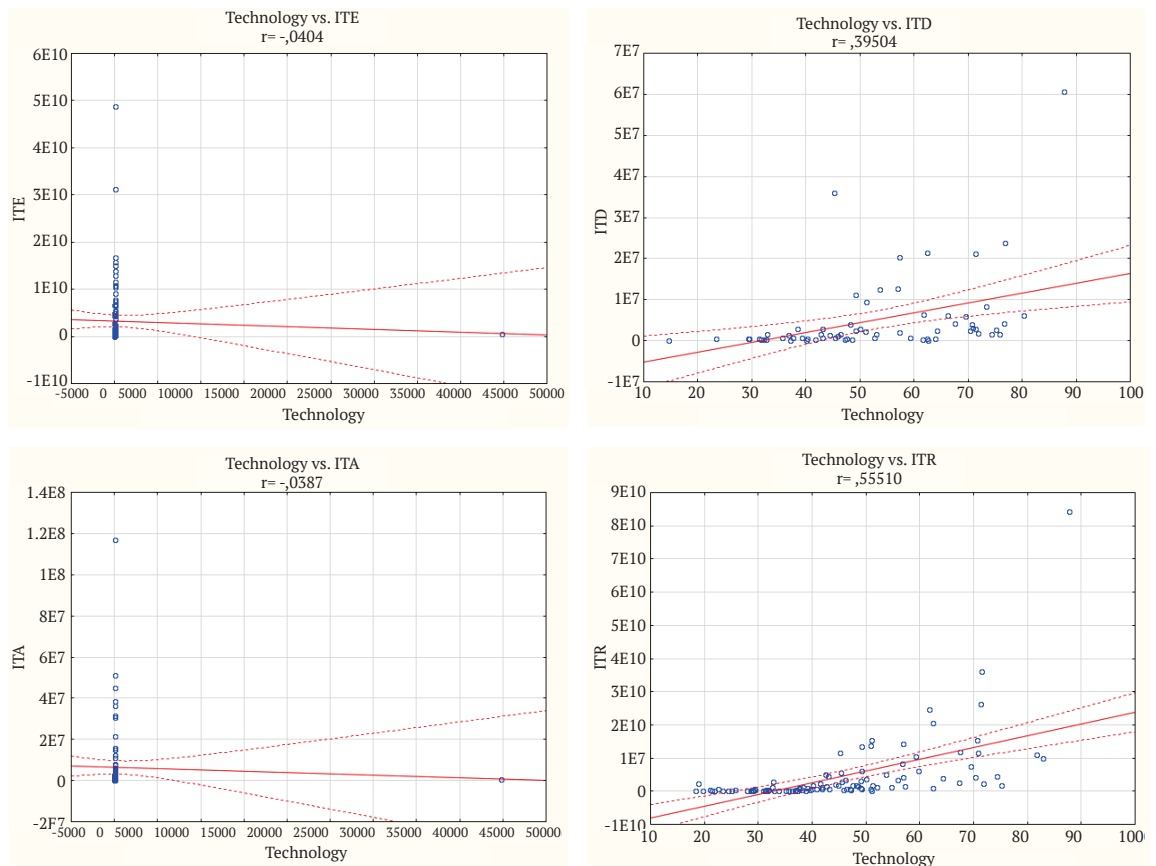 Technology vs. ITE
r= -,0404
6E10
5E10
4E10
3E10
2E10
1E10
0
-1E10
ITE
-5000 0 5000 10000 15000 20000 25000 30000 35000 40000 45000 50000
Technology
Technology vs. ITD
r= ,39504
7E7
6E7
5E7
4E7
3E7
2E7
1E7
0
-1E7
ITD
10 20 30 40 50 60 70 80 90 100
Technology
Technology vs. ITA
r= -,0387
1.4E8
1.2E8
1E8
8E7
6E7
4E7
2E7
0
-2F7
ITA
-5000 0 5000 10000 15000 20000 25000 30000 35000 40000 45000 50000
Technology
Technology vs. ITR
r= ,55510
9E10
8E10
7E10
6E10
5E10
4E10
3E10
2E10
1E10
0
-1E10
ITR
10 20 30 40 50 60 70 80 90 100
Technology